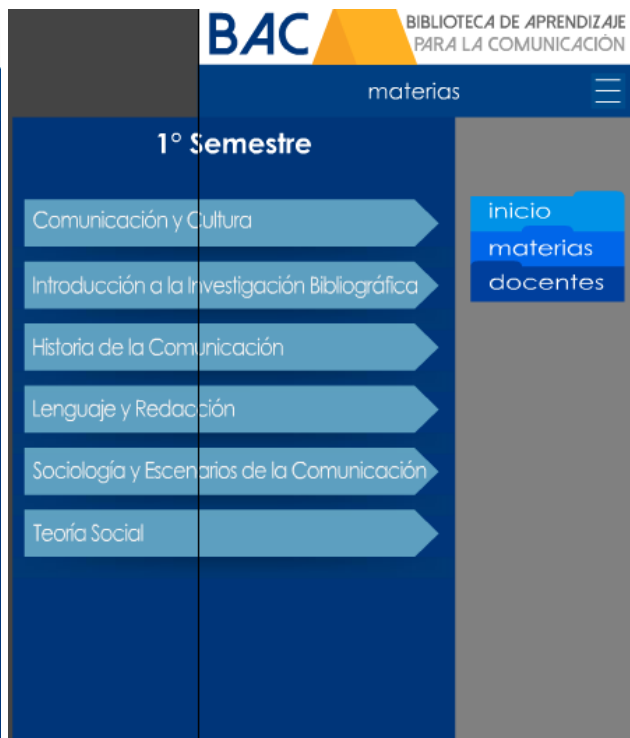 BAC
BIBLIOTECA DE APRENDIZAJE
PARA LA COMUNICACIÓN
materias
1° Semestre
Comunicación y Cultura
Introducción a la Investigación Bibliográfica
Historia de la Comunicación
Lenguaje y Redacción
Sociología y Escenarios de la Comunicación
Teoría Social
inicio
materias
docentes